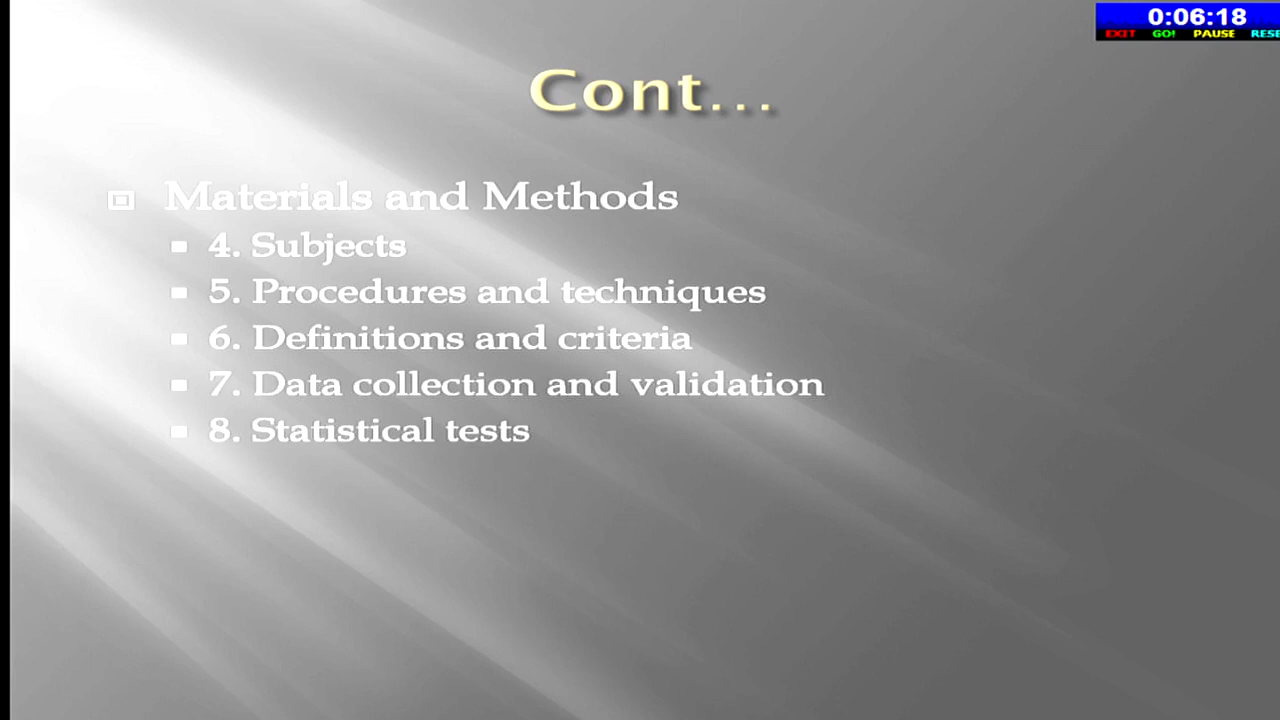 0:06:18
EXIT GO! PAUSE RESE
Cont...
Materials and Methods
4. Subjects
5. Procedures and techniques
6. Definitions and criteria
7. Data collection and validation
8. Statistical tests